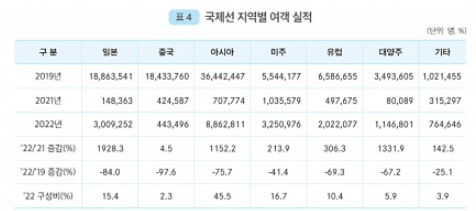 표 4 국제선 지역별 여객 실적
(단위: 명, %)
구 분 일본 중국 아시아 미주 유럽 대양주 기타
2019년 18,863,541 18,433,760 36,442,447 5,544,177 6,586,655 3,493,605 1,021,455
2021년 148,363 424,587 707,774 1,035,579 497,675 80,089 315,297
2022년 3,009,252 443,496 8,862,811 3,250,976 2,022,077 1,146,801 764,646
'22/'21 증감(%) 1928.3 4.5 1152.2 213.9 306.3 1331.9 142.5
'22/'19 증감(%) -84.0 -97.6 -75.7 -41.4 -69.3 -67.2 -25.1
'22 구성비(%) 15.4 2.3 45.5 16.7 10.4 5.9 3.9